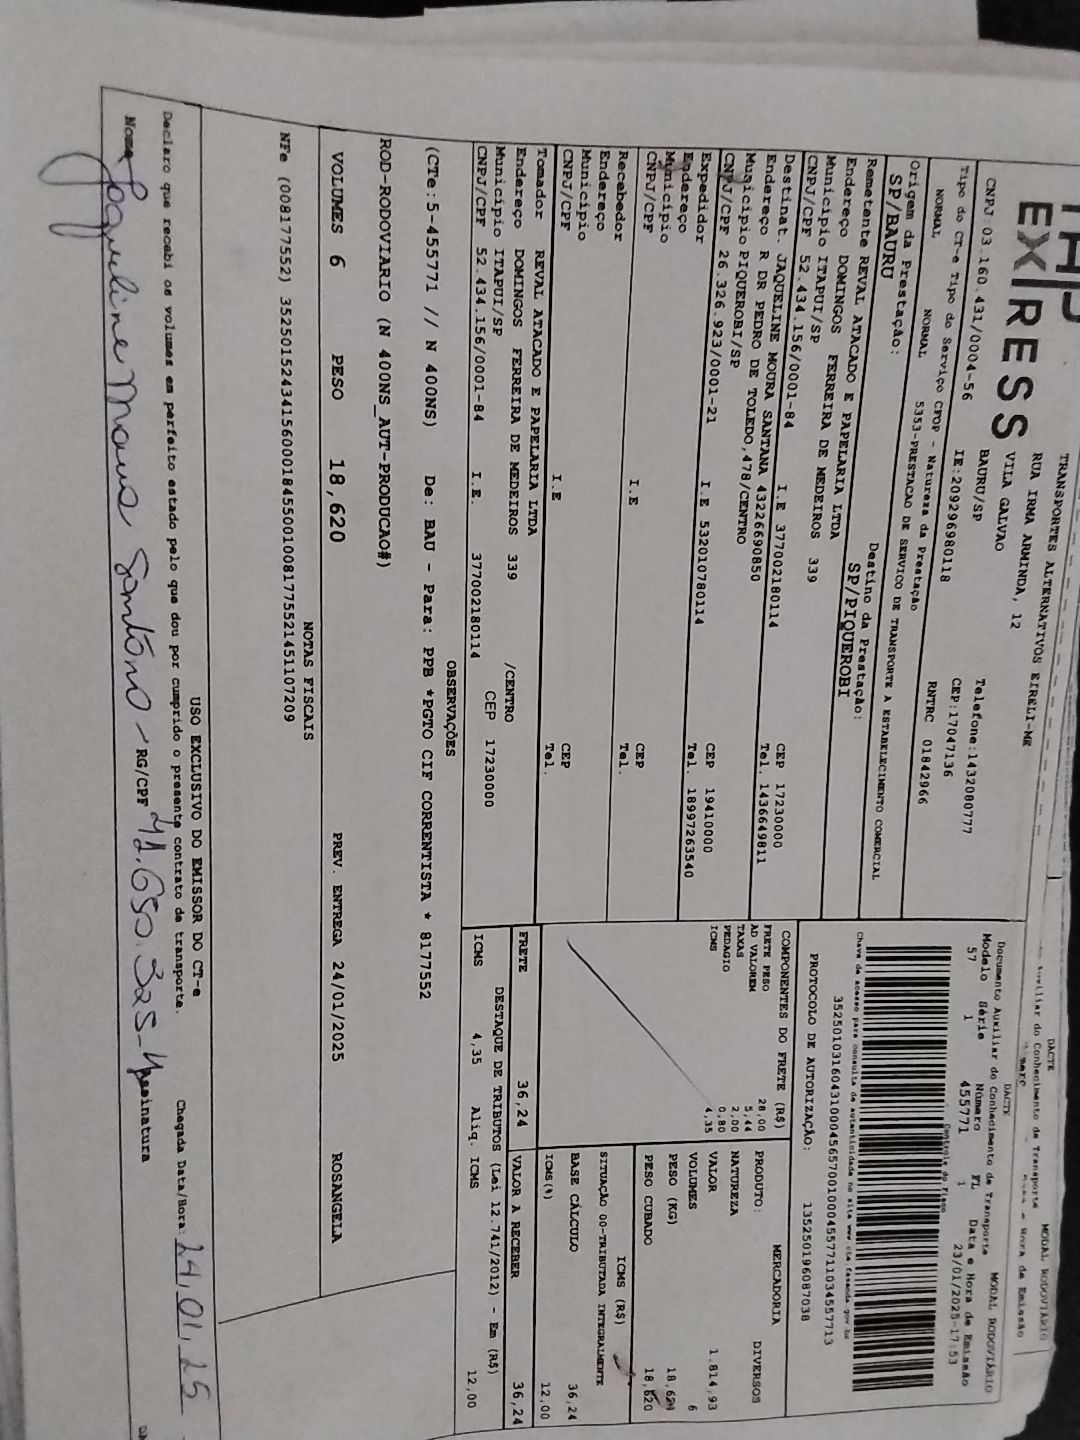 EXPRESS
TRANSPORTES ALTERNATIVOS EIRELI-ME
RUA IRMA ARMINDA, 12
VILA GALVAO
BAURU/SP
Telefone:1432080777
CNPJ:03.160.431/0004-56 IE:209296980118 CEP:17047136
Tipo do CT-e Tipo do Serviço CFOP - Natureza da Prestação RNTRC 01842966
NORMAL NORMAL 5353-PRESTACAO DE SERVICO DE TRANSPORTE A ESTABELECIMENTO COMERCIAL
Origem da Prestação: Destino da Prestação:
SP/BAURU SP/PIQUEROBI
Remetente REVAL ATACADO E PAPELARIA LTDA
Endereço DOMINGOS FERREIRA DE MEDEIROS 339
Município ITAPUI/SP CEP 17230000
CNPJ/CPF 52.434.156/0001-84 I.E 377002180114 Tel. 1436649811
Destinat. JAQUELINE MOURA SANTANA 43226690850
Endereço R DR PEDRO DE TOLEDO,478/CENTRO
Município PIQUEROBI/SP CEP 19410000
CNPJ/CPF 26.326.923/0001-21 I.E 532010780114 Tel. 18997263540
Expedidor
Endereço
Município CEP
CNPJ/CPF I.E Tel.
Recebedor
Endereço
Município CEP
CNPJ/CPF I.E Tel.
Tomador REVAL ATACADO E PAPELARIA LTDA
Endereço DOMINGOS FERREIRA DE MEDEIROS 339 /CENTRO
Município ITAPUI/SP CEP 17230000
CNPJ/CPF 52.434.156/0001-84 I.E. 377002180114
DACTE
Documento Auxiliar do Conhecimento de Transporte MODAL RODOVIÁRIO
Modelo Série Número FL Data e Hora de Emissão
57 1 455771 1 23/01/2025-17:53
Controle do Fisco
Chave de acesso para consulta de autenticidade no site www.cte.fazenda.gov.br
35250103160431000456570010004557711034557713
PROTOCOLO DE AUTORIZAÇÃO: 135250196087038
COMPONENTES DO FRETE (R$)
FRETE PESO 28,00
AD VALOREM 5,44
TAXAS 2,00
PEDAGIO 0,80
ICMS 4,35
MERCADORIA
PRODUTO: DIVERSOS
NATUREZA
VALOR 1.814,93
VOLUMES 6
PESO (KG) 18,620
PESO CUBADO 18,620
ICMS (R$)
SITUAÇÃO 00-TRIBUTADA INTEGRALMENTE
BASE CÁLCULO 36,24
ICMS(%) 12,00
FRETE 36,24 VALOR A RECEBER 36,24
DESTAQUE DE TRIBUTOS (Lei 12.741/2012) - Em (R$)
ICMS 4,35 Aliq. ICMS 12,00
OBSERVAÇÕES
(CTe:5-455771 // N 400NS) De: BAU - Para: PPB *PGTO CIF CORRENTISTA * 8177552
ROD-RODOVIARIO (N 400NS_AUT-PRODUCAO#)
VOLUMES 6 PESO 18,620 PREV. ENTREGA 24/01/2025 ROSANGELA
NOTAS FISCAIS
NFe (008177552) 35250152434156000184550010081775521451107209
USO EXCLUSIVO DO EMISSOR DO CT-e
Declaro que recebi os volumes em perfeito estado pelo que dou por cumprido o presente contrato de transporte. Chegada Data/Hora: 24,01,25
Nome Jaqueline Moura Santana RG/CPF 42.650.325-4 Assinatura